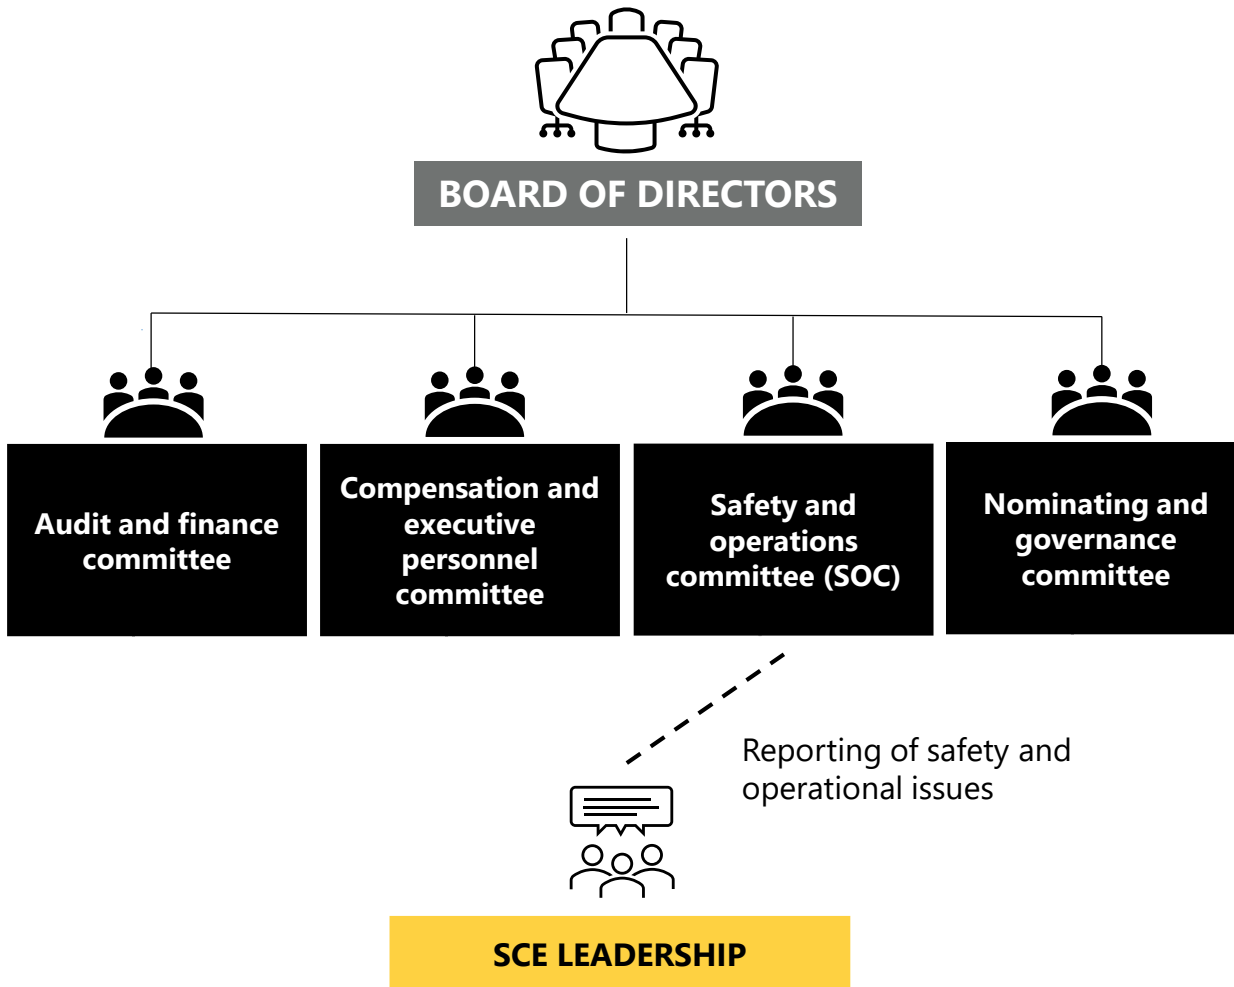 BOARD OF DIRECTORS
Audit and finance
committee
Compensation and
executive
personnel
committee
Safety and
operations
committee (SOC)
Nominating and
governance
committee
Reporting of safety and
operational issues
SCE LEADERSHIP